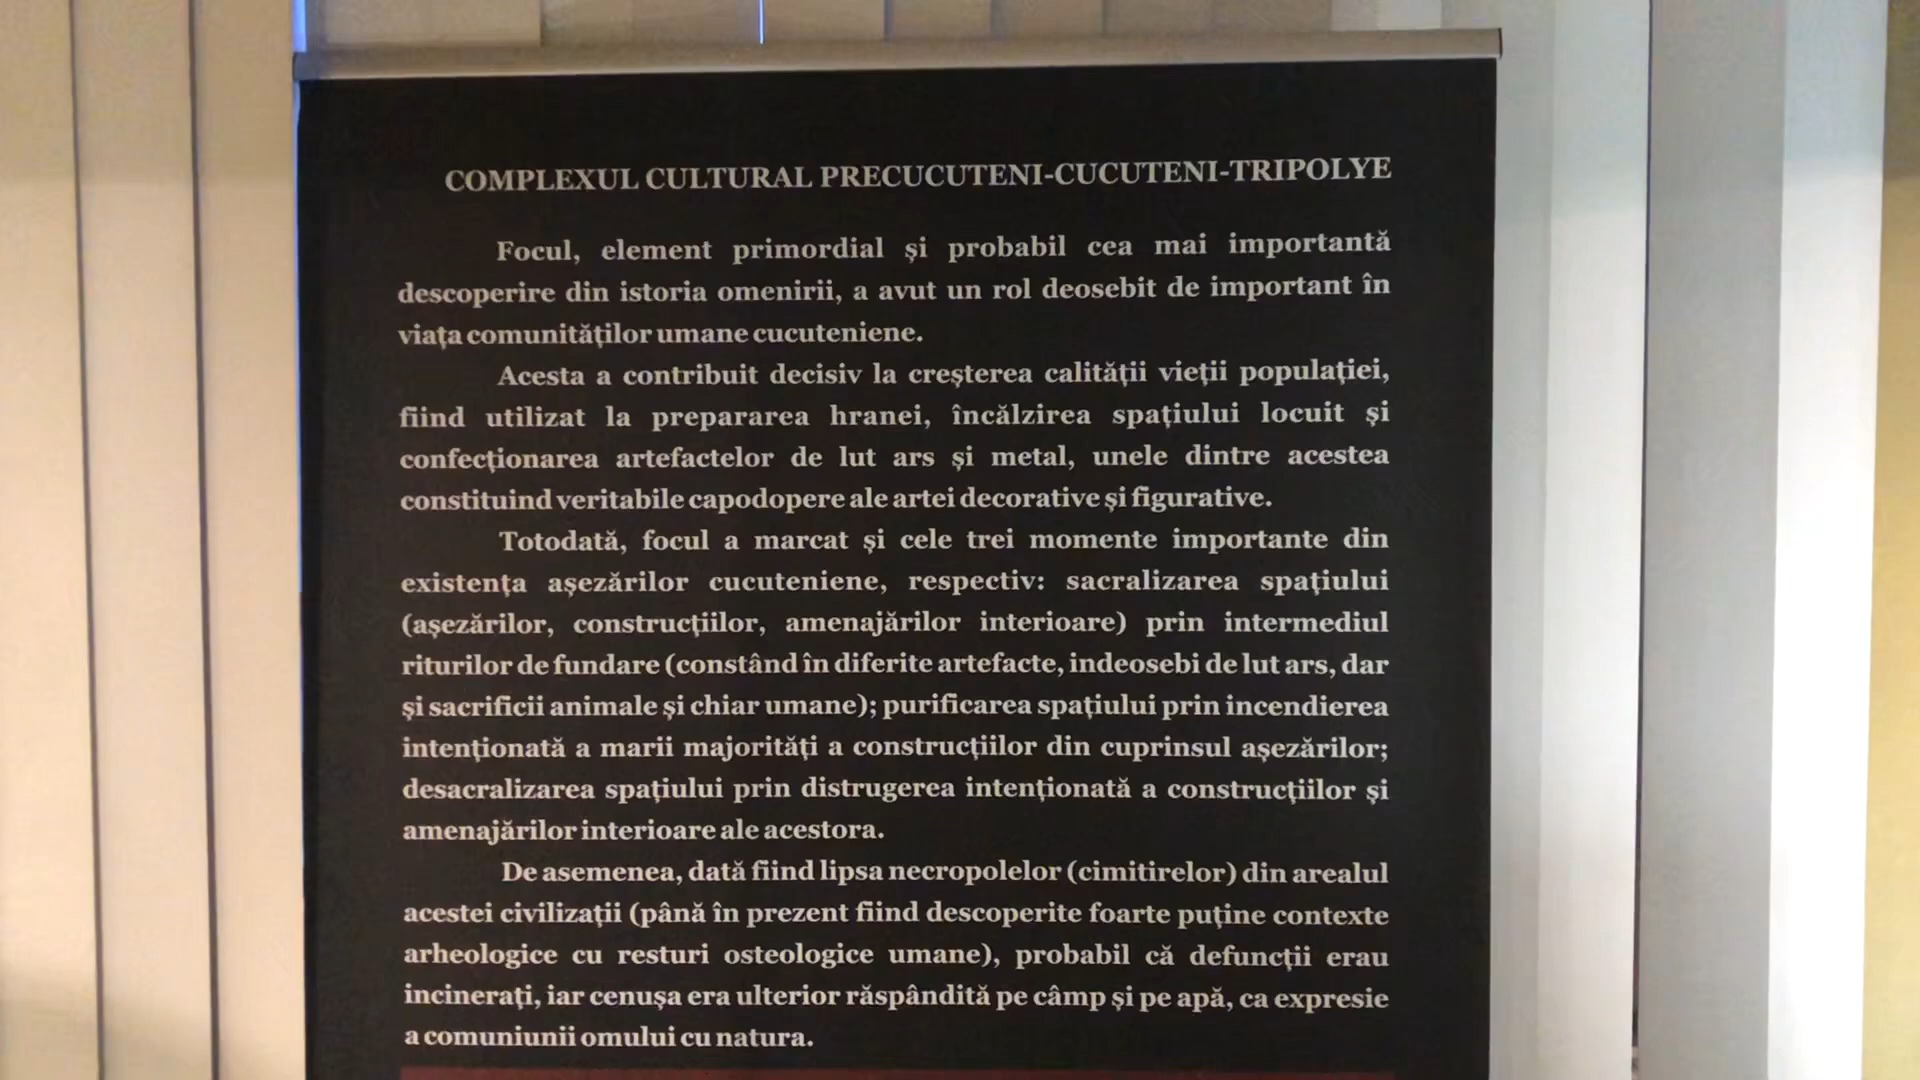 COMPLEXUL CULTURAL PRECUCUTENI-CUCUTENI-TRIPOLYE
Focul, element primordial și probabil cea mai importantă
descoperire din istoria omenirii, a avut un rol deosebit de important în
viața comunităților umane cucuteniene.
Acesta a contribuit decisiv la creșterea calității vieții populației,
fiind utilizat la prepararea hranei, încălzirea spațiului locuit și
confecționarea artefactelor de lut ars și metal, unele dintre acestea
constituind veritabile capodopere ale artei decorative și figurative.
Totodată, focul a marcat și cele trei momente importante din
existența așezărilor cucuteniene, respectiv: sacralizarea spațiului
(așezărilor, construcțiilor, amenajărilor interioare) prin intermediul
riturilor de fundare (constând în diferite artefacte, indeosebi de lut ars, dar
și sacrificii animale și chiar umane); purificarea spațiului prin incendierea
intenționată a marii majorități a construcțiilor din cuprinsul așezărilor;
desacralizarea spațiului prin distrugerea intenționată a construcțiilor și
amenajărilor interioare ale acestora.
De asemenea, dată fiind lipsa necropolelor (cimitirelor) din arealul
acestei civilizații (până în prezent fiind descoperite foarte puține contexte
arheologice cu resturi osteologice umane), probabil că defuncții erau
incinerați, iar cenușa era ulterior răspândită pe câmp și pe apă, ca expresie
a comuniunii omului cu natura.